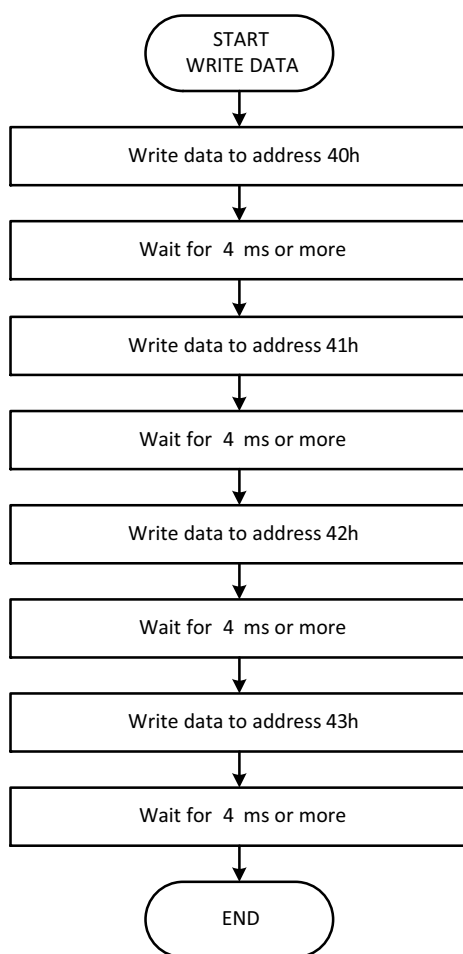 START
WRITE DATA
Write data to address 40h
Wait for 4 ms or more
Write data to address 41h
Wait for 4 ms or more
Write data to address 42h
Wait for 4 ms or more
Write data to address 43h
Wait for 4 ms or more
END